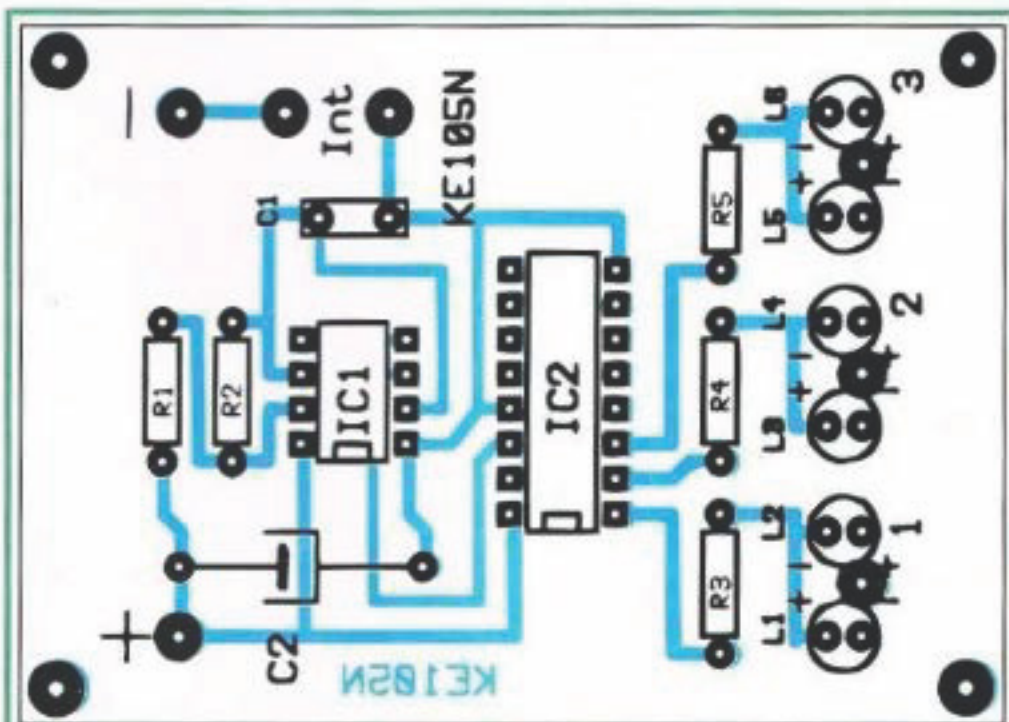 −
Int
KE105N
C1
R1
R2
IC1
IC2
C2
+
KE105N
R5
R4
R3
L6
3
−
+
+
−
L5
L4
2
−
+
+
−
L3
L2
1
−
+
+
−
L1